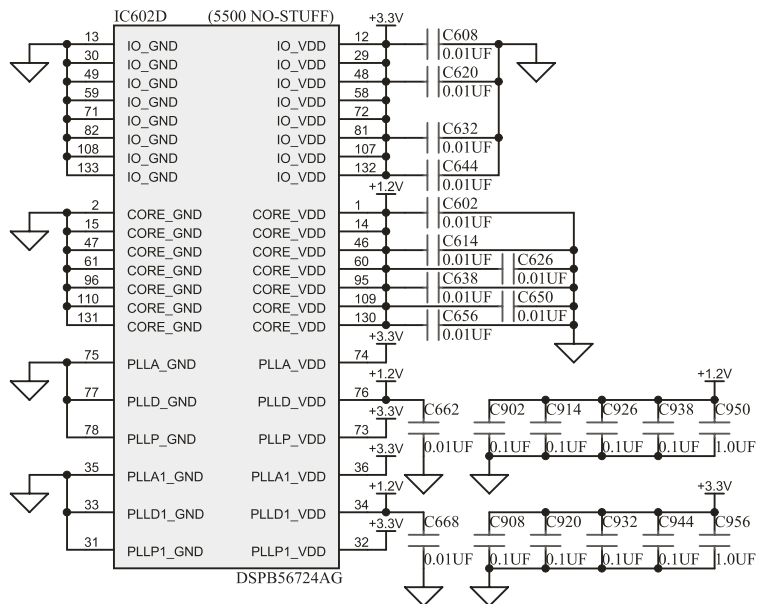 IC602D (5500 NO-STUFF) +3.3V
13 IO_GND IO_VDD 12 C608
0.01UF
30 IO_GND IO_VDD 29
49 IO_GND IO_VDD 48 C620
0.01UF
59 IO_GND IO_VDD 58
71 IO_GND IO_VDD 72
82 IO_GND IO_VDD 81 C632
0.01UF
108 IO_GND IO_VDD 107
133 IO_GND IO_VDD 132 C644
0.01UF
+1.2V
2 CORE_GND CORE_VDD 1 C602
0.01UF
15 CORE_GND CORE_VDD 14
47 CORE_GND CORE_VDD 46 C614
0.01UF
61 CORE_GND CORE_VDD 60 C626
0.01UF
96 CORE_GND CORE_VDD 95 C638
0.01UF
110 CORE_GND CORE_VDD 109 C650
0.01UF
131 CORE_GND CORE_VDD 130 C656
0.01UF
+3.3V
75 PLLA_GND PLLA_VDD 74
+1.2V +1.2V
77 PLLD_GND PLLD_VDD 76
C662 C902 C914 C926 C938 C950
+3.3V
78 PLLP_GND PLLP_VDD 73
0.01UF 0.1UF 0.1UF 0.1UF 0.1UF 1.0UF
+3.3V
35 PLLA1_GND PLLA1_VDD 36
+1.2V +3.3V
33 PLLD1_GND PLLD1_VDD 34
C668 C908 C920 C932 C944 C956
+3.3V
31 PLLP1_GND PLLP1_VDD 32
0.01UF 0.1UF 0.1UF 0.1UF 0.1UF 1.0UF
DSPB56724AG